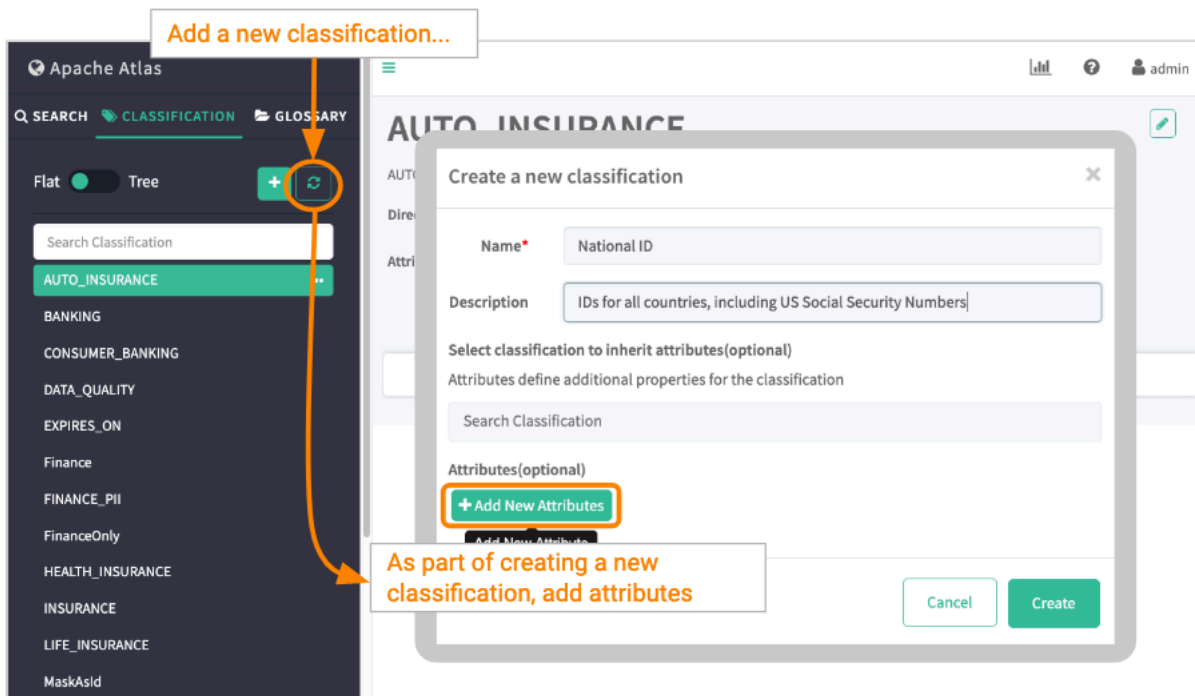 Add a new classification...
Apache Atlas
admin
SEARCH CLASSIFICATION GLOSSARY
Flat Tree
Search Classification
AUTO_INSURANCE
BANKING
CONSUMER_BANKING
DATA_QUALITY
EXPIRES_ON
Finance
FINANCE_PII
FinanceOnly
HEALTH_INSURANCE
INSURANCE
LIFE_INSURANCE
MaskAsId
AUTO_INSURANCE
Create a new classification
Name*
National ID
Description
IDs for all countries, including US Social Security Numbers
Select classification to inherit attributes(optional)
Attributes define additional properties for the classification
Search Classification
Attributes(optional)
+ Add New Attributes
Add New Attribute
As part of creating a new
classification, add attributes
Cancel
Create